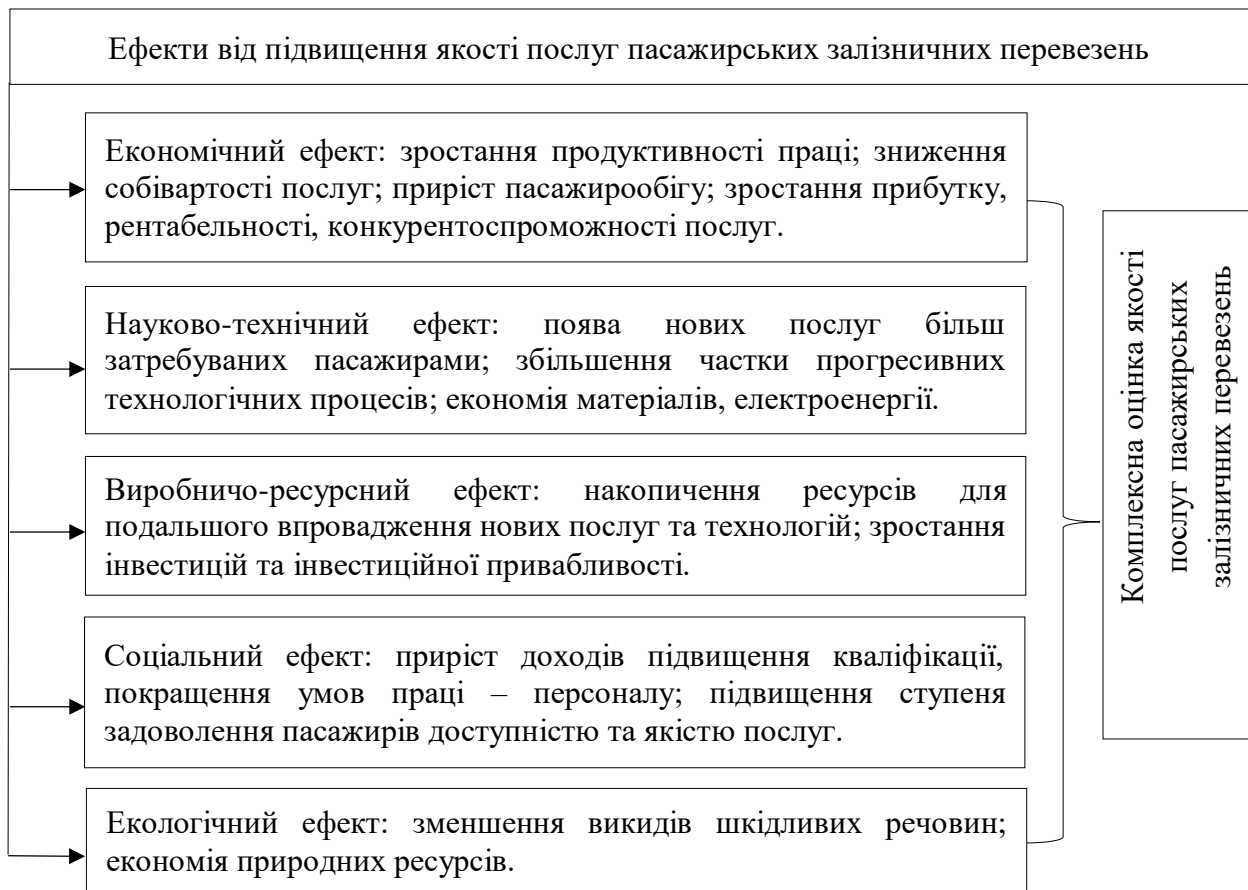 Ефекти від підвищення якості послуг пасажирських залізничних перевезень
Економічний ефект: зростання продуктивності праці; зниження
собівартості послуг; приріст пасажирообігу; зростання прибутку,
рентабельності, конкурентоспроможності послуг.
Науково-технічний ефект: поява нових послуг більш
затребуваних пасажирами; збільшення частки прогресивних
технологічних процесів; економія матеріалів, електроенергії.
Виробничо-ресурсний ефект: накопичення ресурсів для
подальшого впровадження нових послуг та технологій; зростання
інвестицій та інвестиційної привабливості.
Соціальний ефект: приріст доходів підвищення кваліфікації,
покращення умов праці – персоналу; підвищення ступеня
задоволення пасажирів доступністю та якістю послуг.
Екологічний ефект: зменшення викидів шкідливих речовин;
економія природних ресурсів.
Комплексна оцінка якості
послуг пасажирських
залізничних перевезень